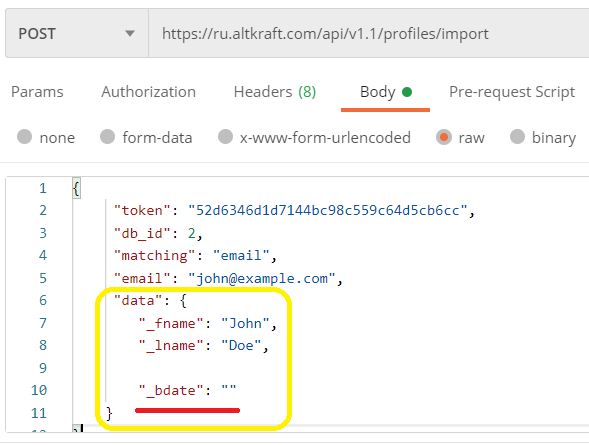 POST https://ru.altkraft.com/api/v1.1/profiles/import
Params Authorization Headers (8) Body Pre-request Script
none form-data x-www-form-urlencoded raw binary
1 {
2 "token": "52d6346d1d7144bc98c559c64d5cb6cc",
3 "db_id": 2,
4 "matching": "email",
5 "email": "john@example.com",
6 "data": {
7 "_fname": "John",
8 "_lname": "Doe",
9
10 "_bdate": ""
11 }
12 }